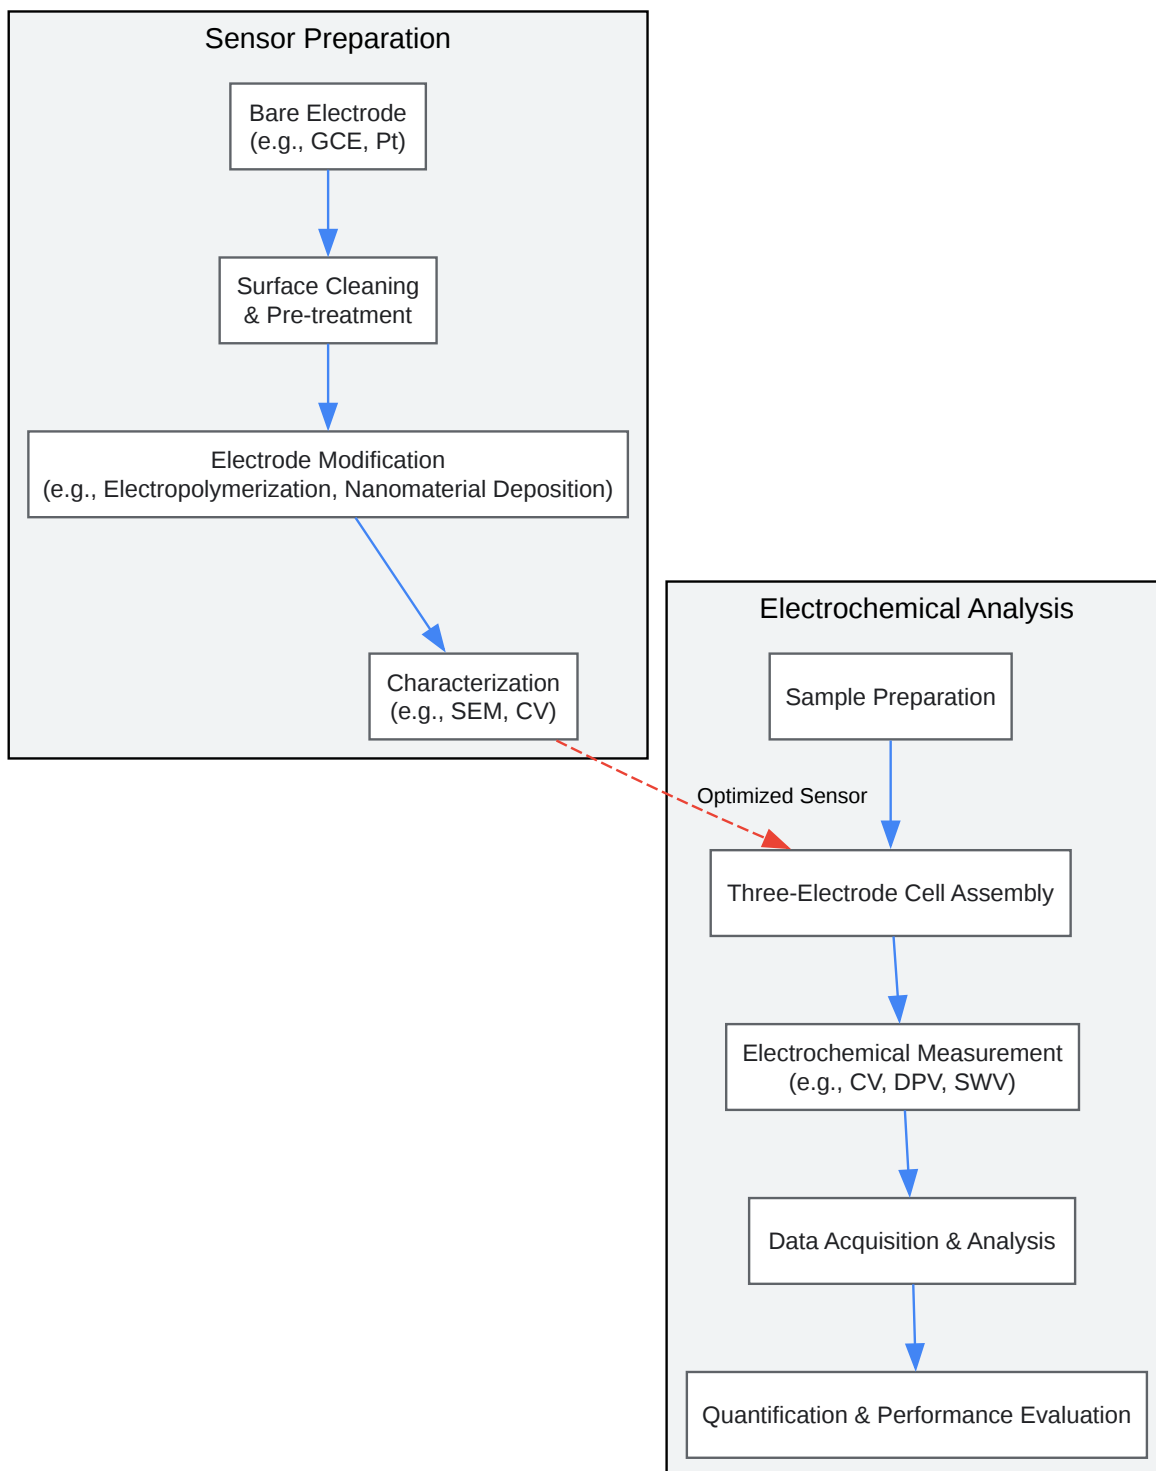 Sensor Preparation
Bare Electrode
(e.g., GCE, Pt)
Surface Cleaning
& Pre-treatment
Electrode Modification
(e.g., Electropolymerization, Nanomaterial Deposition)
Characterization
(e.g., SEM, CV)
Optimized Sensor
Electrochemical Analysis
Sample Preparation
Three-Electrode Cell Assembly
Electrochemical Measurement
(e.g., CV, DPV, SWV)
Data Acquisition & Analysis
Quantification & Performance Evaluation